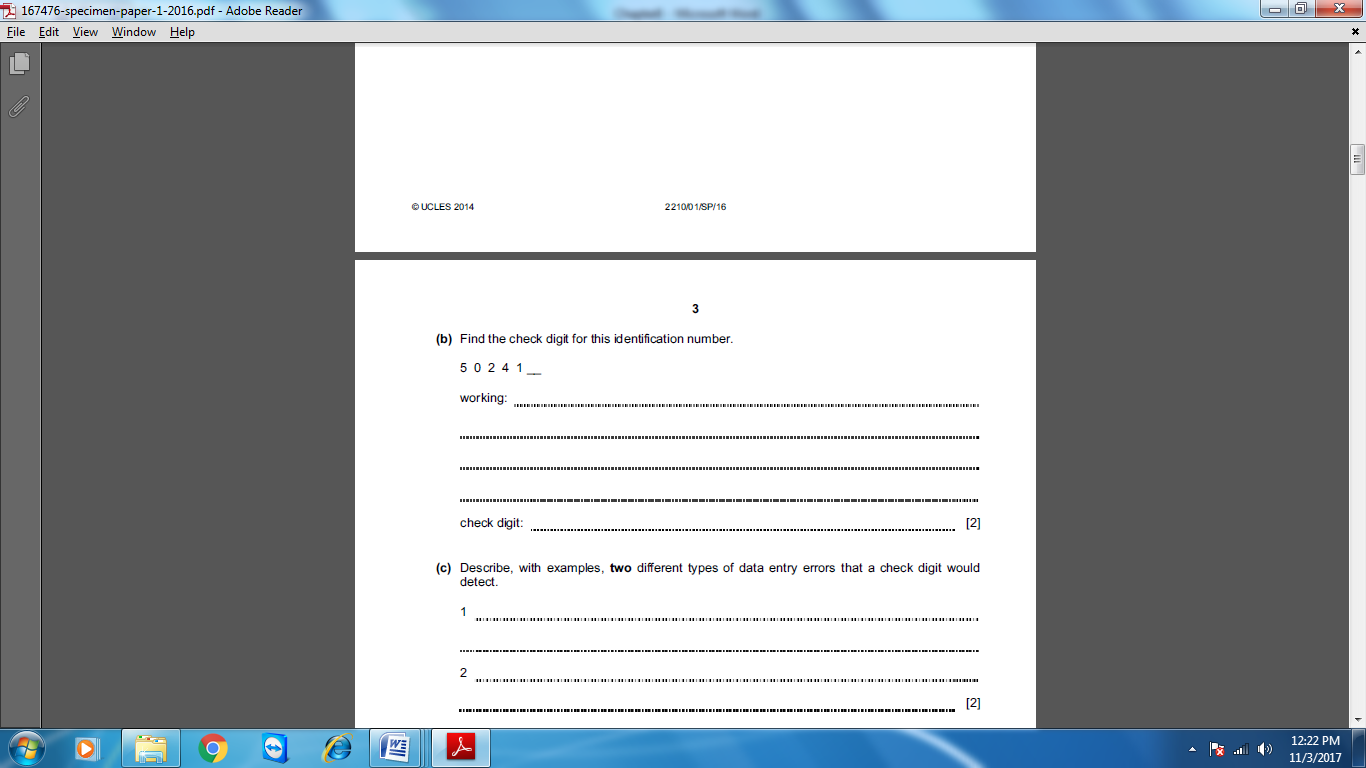 167476-specimen-paper-1-2016.pdf - Adobe Reader
File Edit View Window Help
© UCLES 2014 2210/01/SP/16
3
(b) Find the check digit for this identification number.
5 0 2 4 1 __
working:
check digit: [2]
(c) Describe, with examples, two different types of data entry errors that a check digit would
detect.
1
2
[2]
12:22 PM
11/3/2017